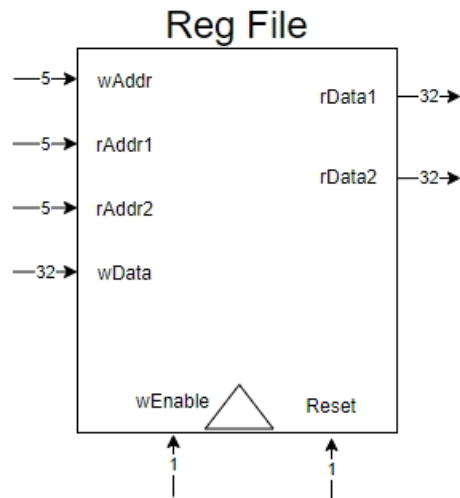 Reg File
5 wAddr
rData1 32
5 rAddr1
rData2 32
5 rAddr2
32 wData
wEnable Reset
1 1